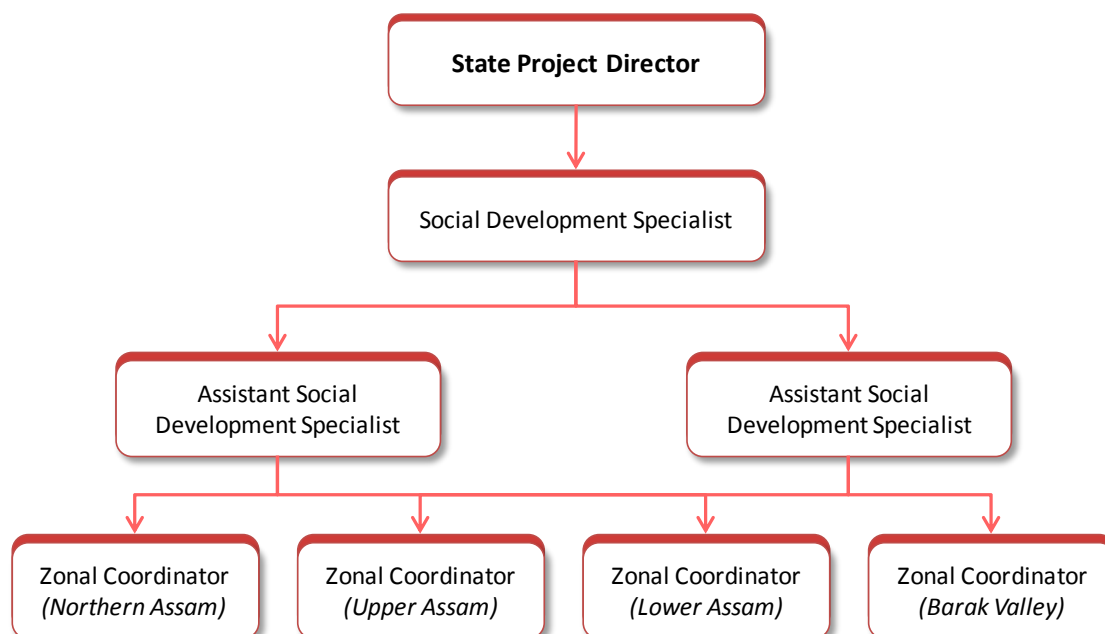 State Project Director
Social Development Specialist
Assistant Social
Development Specialist
Assistant Social
Development Specialist
Zonal Coordinator
(Northern Assam)
Zonal Coordinator
(Upper Assam)
Zonal Coordinator
(Lower Assam)
Zonal Coordinator
(Barak Valley)